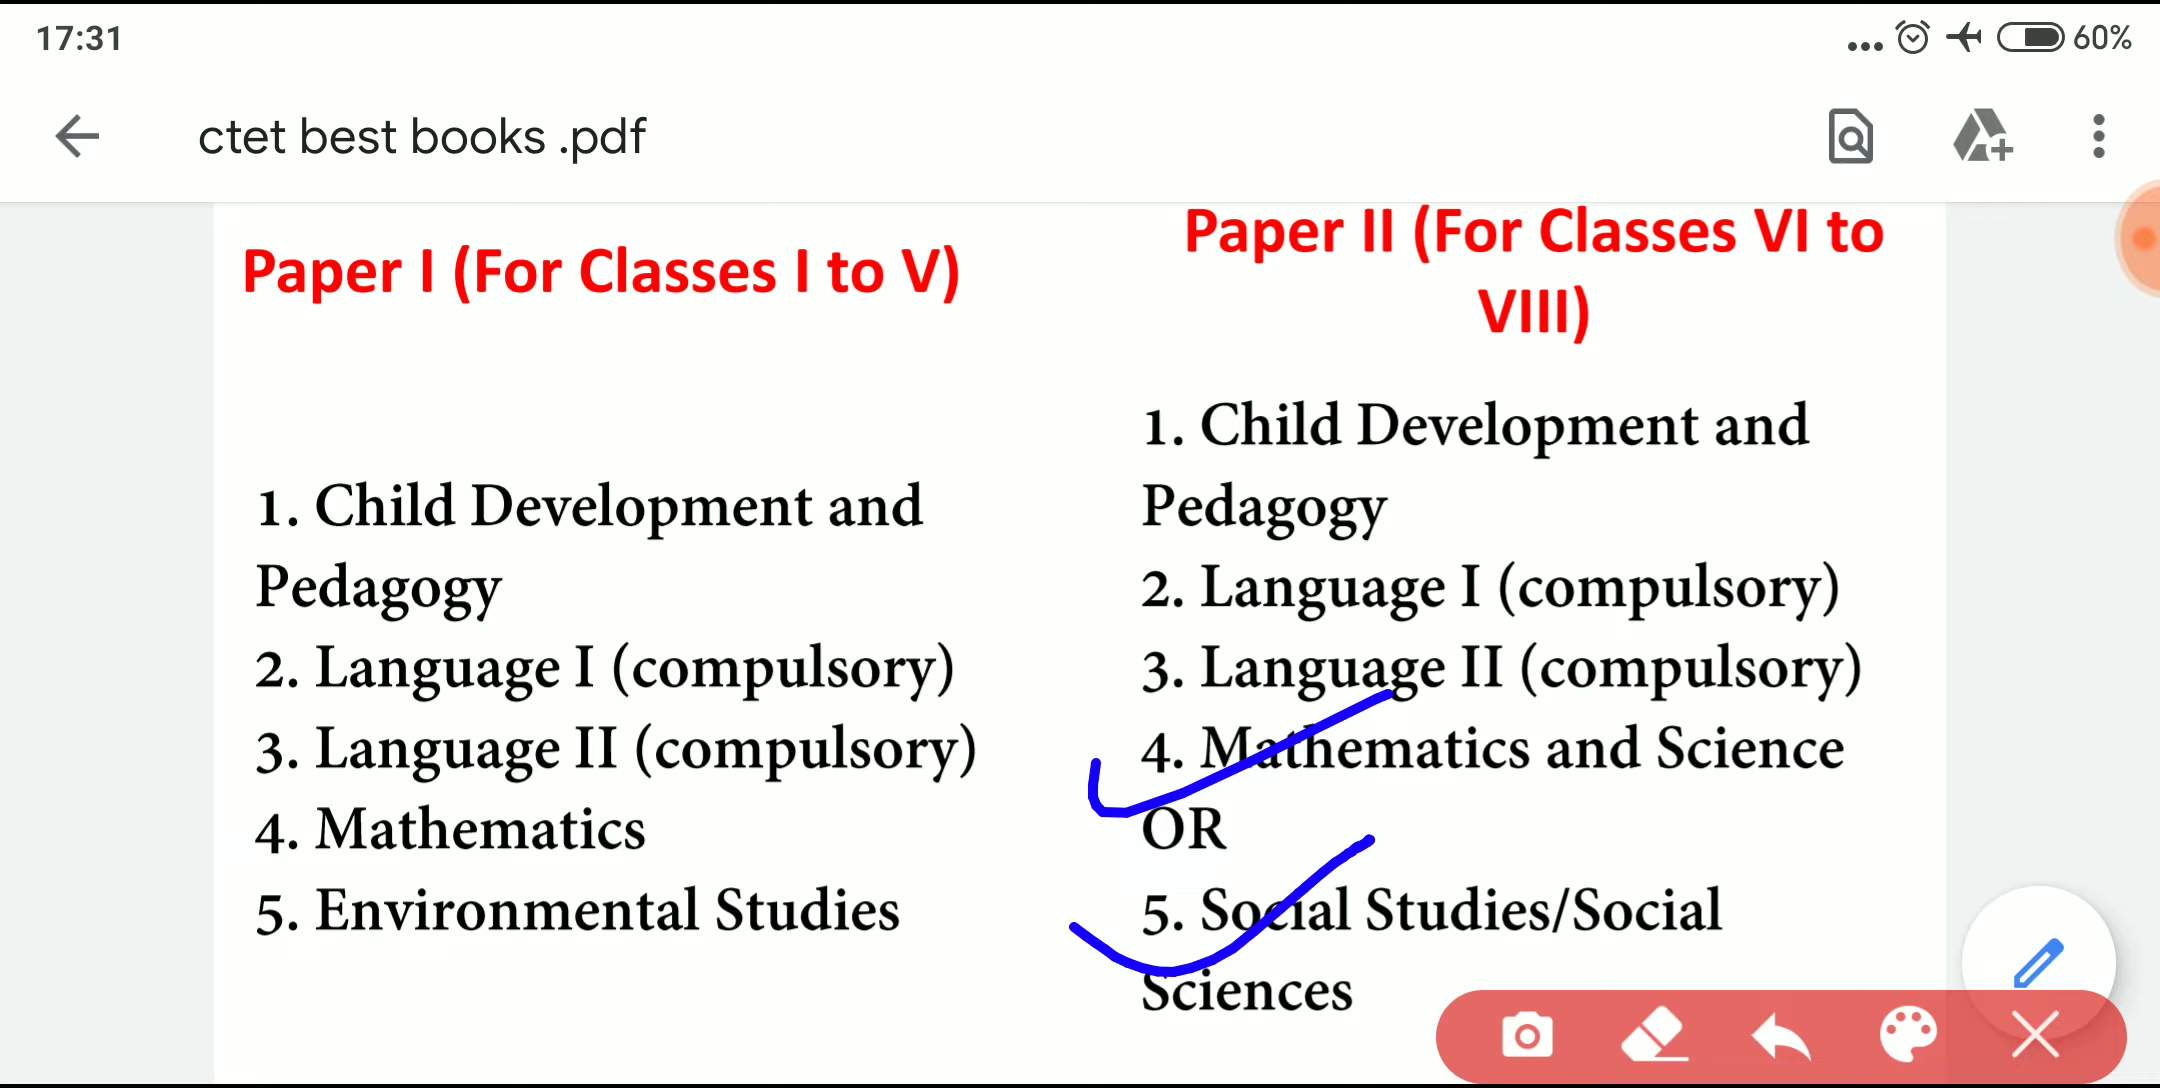 17:31
60%
ctet best books .pdf
Paper I (For Classes I to V)
1. Child Development and
Pedagogy
2. Language I (compulsory)
3. Language II (compulsory)
4. Mathematics
5. Environmental Studies
Paper II (For Classes VI to
VIII)
1. Child Development and
Pedagogy
2. Language I (compulsory)
3. Language II (compulsory)
4. Mathematics and Science
OR
5. Social Studies/Social
Sciences